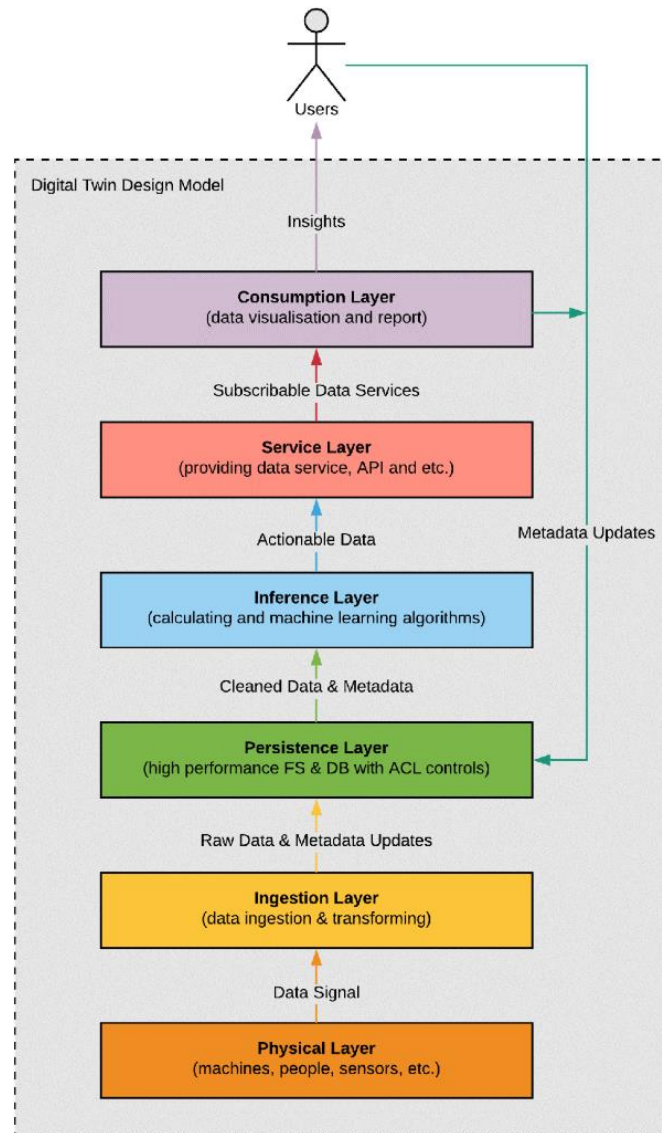 Users
Digital Twin Design Model
Insights
Consumption Layer
(data visualisation and report)
Subscribable Data Services
Service Layer
(providing data service, API and etc.)
Actionable Data
Metadata Updates
Inference Layer
(calculating and machine learning algorithms)
Cleaned Data & Metadata
Persistence Layer
(high performance FS & DB with ACL controls)
Raw Data & Metadata Updates
Ingestion Layer
(data ingestion & transforming)
Data Signal
Physical Layer
(machines, people, sensors, etc.)